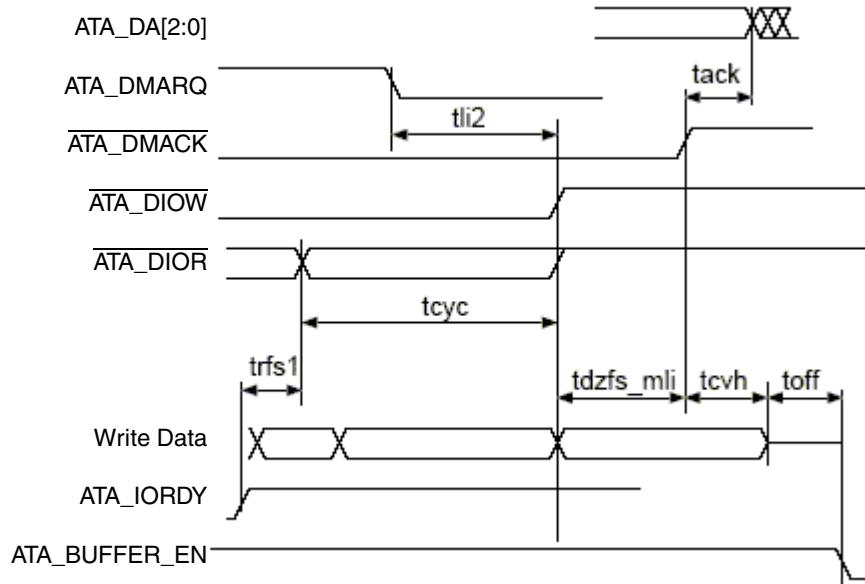 ATA_DA[2:0]
ATA_DMARQ
tack
tli2
ATA_DMACK
ATA_DIOW
ATA_DIOR
tcyc
trfs1
tdzfs_mli
tcvh
toff
Write Data
ATA_IORDY
ATA_BUFFER_EN